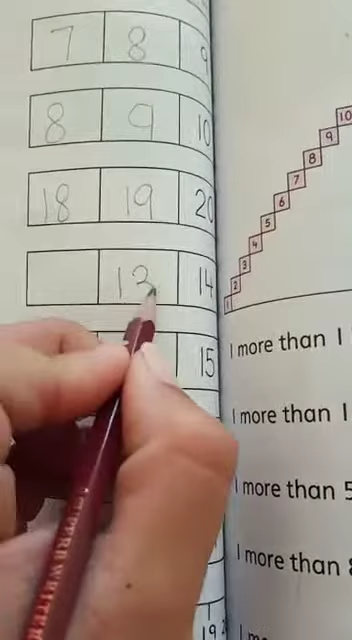 7 8 9
8 9 10
18 19 20
13 14
15
19
10
9
8
7
6
5
4
3
2
1
1 more than 1
1 more than 1
1 more than 5
1 more than